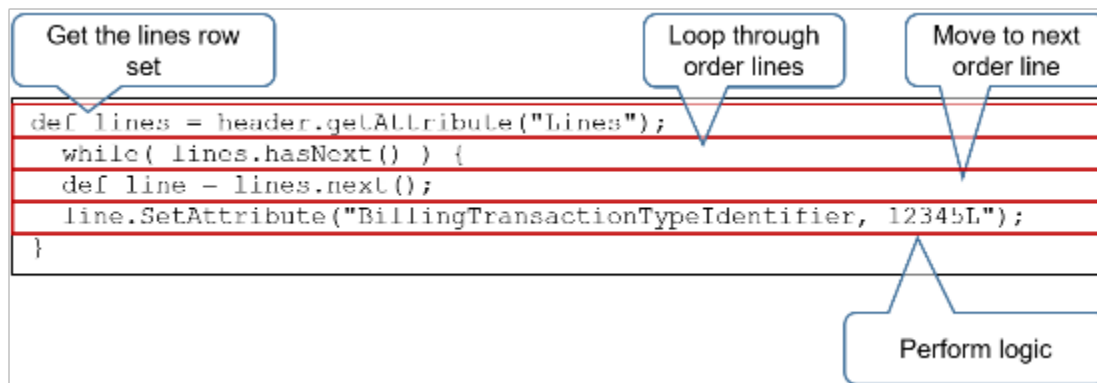 Get the lines row
set
Loop through
order lines
Move to next
order line
def lines = header.getAttribute("Lines");
while( lines.hasNext() ) {
def line = lines.next();
line.SetAttribute("BillingTransactionTypeIdentifier, 12345L");
}
Perform logic